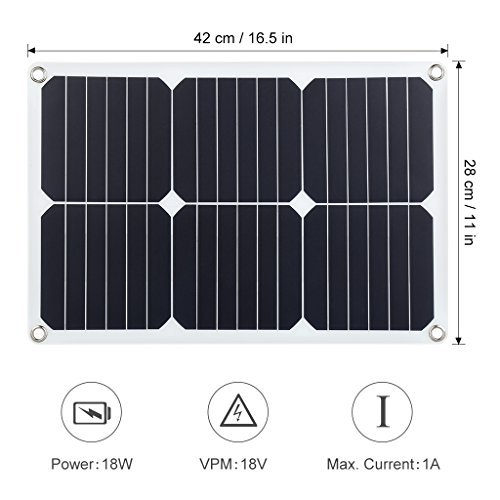 42 cm / 16.5 in
28 cm / 11 in
Power:18W
VPM:18V
I
Max. Current:1A